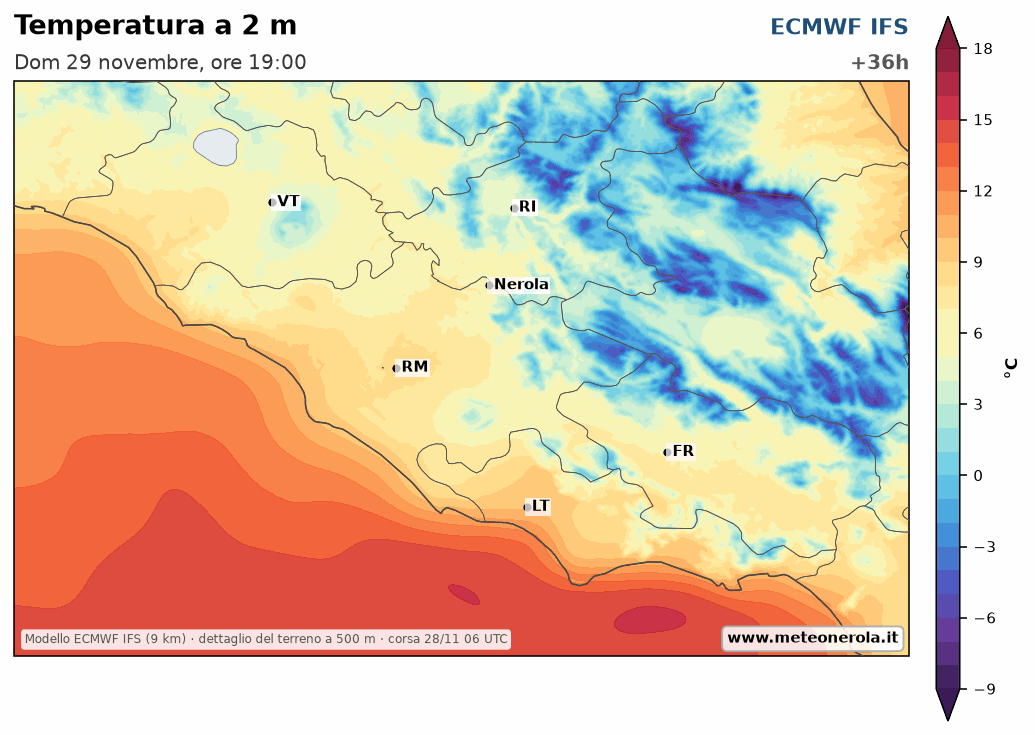 Temperatura a 2 m
ECMWF IFS
Dom 29 novembre, ore 19:00
+36h
18
15
12
9
6
3
0
−3
−6
−9
°C
VT
RI
Nerola
RM
FR
LT
Modello ECMWF IFS (9 km) · dettaglio del terreno a 500 m · corsa 28/11 06 UTC
www.meteonerola.it